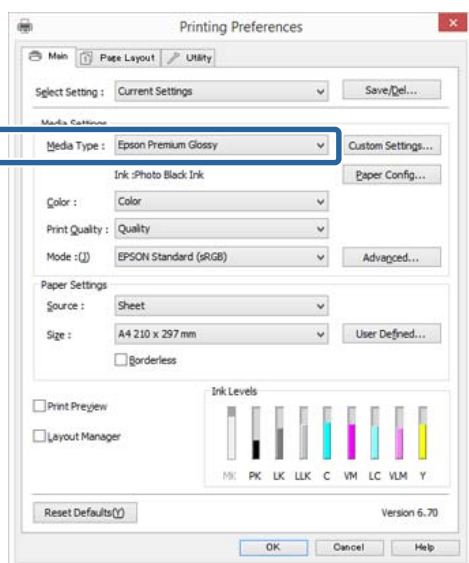 Printing Preferences
Main Page Layout Utility
Select Setting : Current Settings Save/Del...
Media Settings
Media Type : Epson Premium Glossy Custom Settings...
Ink :Photo Black Ink Paper Config...
Color : Color
Print Quality : Quality
Mode :(J) EPSON Standard (sRGB) Advanced...
Paper Settings
Source : Sheet
Size : A4 210 x 297 mm User Defined...
Borderless
Ink Levels
Print Preview
Layout Manager
MK PK LK LLK C VM LC VLM Y
Reset Defaults(Y) Version 6.70
OK Cancel Help